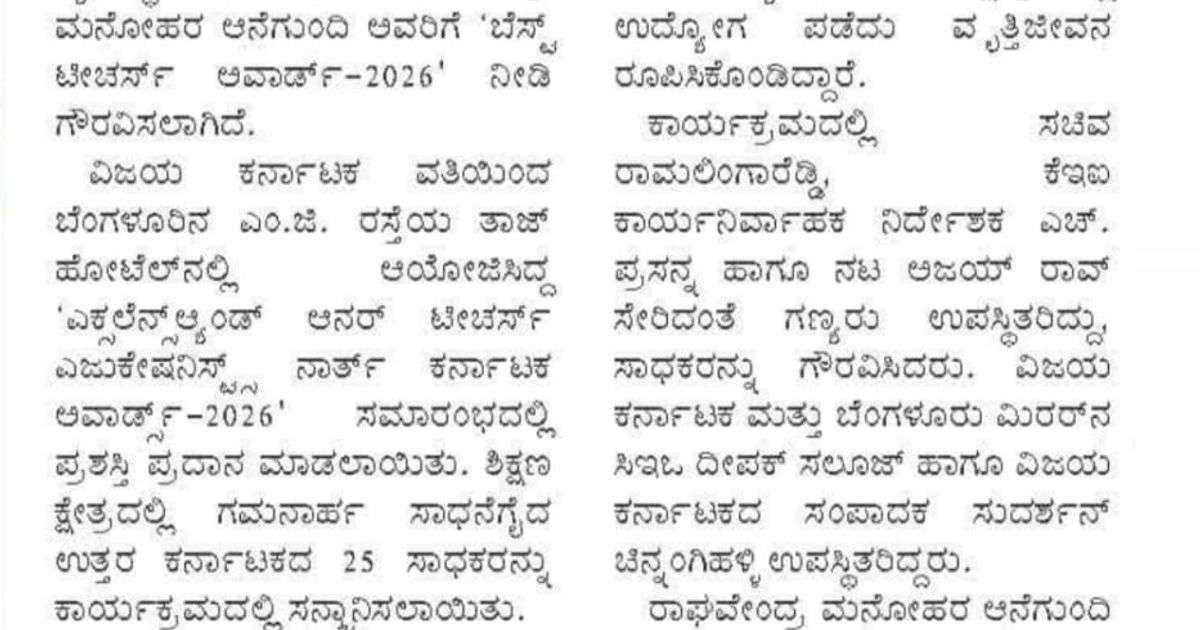 ಮನೋಹರ ಆನೆಗುಂದಿ ಅವರಿಗೆ 'ಬೆಸ್ಟ್
ಟೀಚರ್ಸ್ ಅವಾರ್ಡ್-2026' ನೀಡಿ
ಗೌರವಿಸಲಾಗಿದೆ.
ವಿಜಯ ಕರ್ನಾಟಕ ವತಿಯಿಂದ
ಬೆಂಗಳೂರಿನ ಎಂ.ಜಿ. ರಸ್ತೆಯ ತಾಜ್
ಹೋಟೆಲ್‌ನಲ್ಲಿ ಆಯೋಜಿಸಿದ್ದ
'ಎಕ್ಸಲೆನ್ಸ್‌ಆ್ಯಂಡ್ ಆನರ್ ಟೀಚರ್ಸ್
ಎಜುಕೇಷನಿಸ್ಟ್ಸ್ ನಾರ್ತ್ ಕರ್ನಾಟಕ
ಅವಾರ್ಡ್ಸ್-2026' ಸಮಾರಂಭದಲ್ಲಿ
ಪ್ರಶಸ್ತಿ ಪ್ರದಾನ ಮಾಡಲಾಯಿತು. ಶಿಕ್ಷಣ
ಕ್ಷೇತ್ರದಲ್ಲಿ ಗಮನಾರ್ಹ ಸಾಧನೆಗೈದ
ಉತ್ತರ ಕರ್ನಾಟಕದ 25 ಸಾಧಕರನ್ನು
ಕಾರ್ಯಕ್ರಮದಲ್ಲಿ ಸನ್ಮಾನಿಸಲಾಯಿತು.
ಉದ್ಯೋಗ ಪಡೆದು ವೃತ್ತಿಜೀವನ
ರೂಪಿಸಿಕೊಂಡಿದ್ದಾರೆ.
ಕಾರ್ಯಕ್ರಮದಲ್ಲಿ ಸಚಿವ
ರಾಮಲಿಂಗಾರೆಡ್ಡಿ, ಕೆಇಐ
ಕಾರ್ಯನಿರ್ವಾಹಕ ನಿರ್ದೇಶಕ ಎಚ್.
ಪ್ರಸನ್ನ ಹಾಗೂ ನಟ ಅಜಯ್ ರಾವ್
ಸೇರಿದಂತೆ ಗಣ್ಯರು ಉಪಸ್ಥಿತರಿದ್ದು,
ಸಾಧಕರನ್ನು ಗೌರವಿಸಿದರು. ವಿಜಯ
ಕರ್ನಾಟಕ ಮತ್ತು ಬೆಂಗಳೂರು ಮಿರರ್‌ನ
ಸಿಇಒ ದೀಪಕ್ ಸಲೂಜ್ ಹಾಗೂ ವಿಜಯ
ಕರ್ನಾಟಕದ ಸಂಪಾದಕ ಸುದರ್ಶನ್
ಚನ್ನಂಗಿಹಳ್ಳಿ ಉಪಸ್ಥಿತರಿದ್ದರು.
ರಾಘವೇಂದ್ರ ಮನೋಹರ ಆನೆಗುಂದಿ